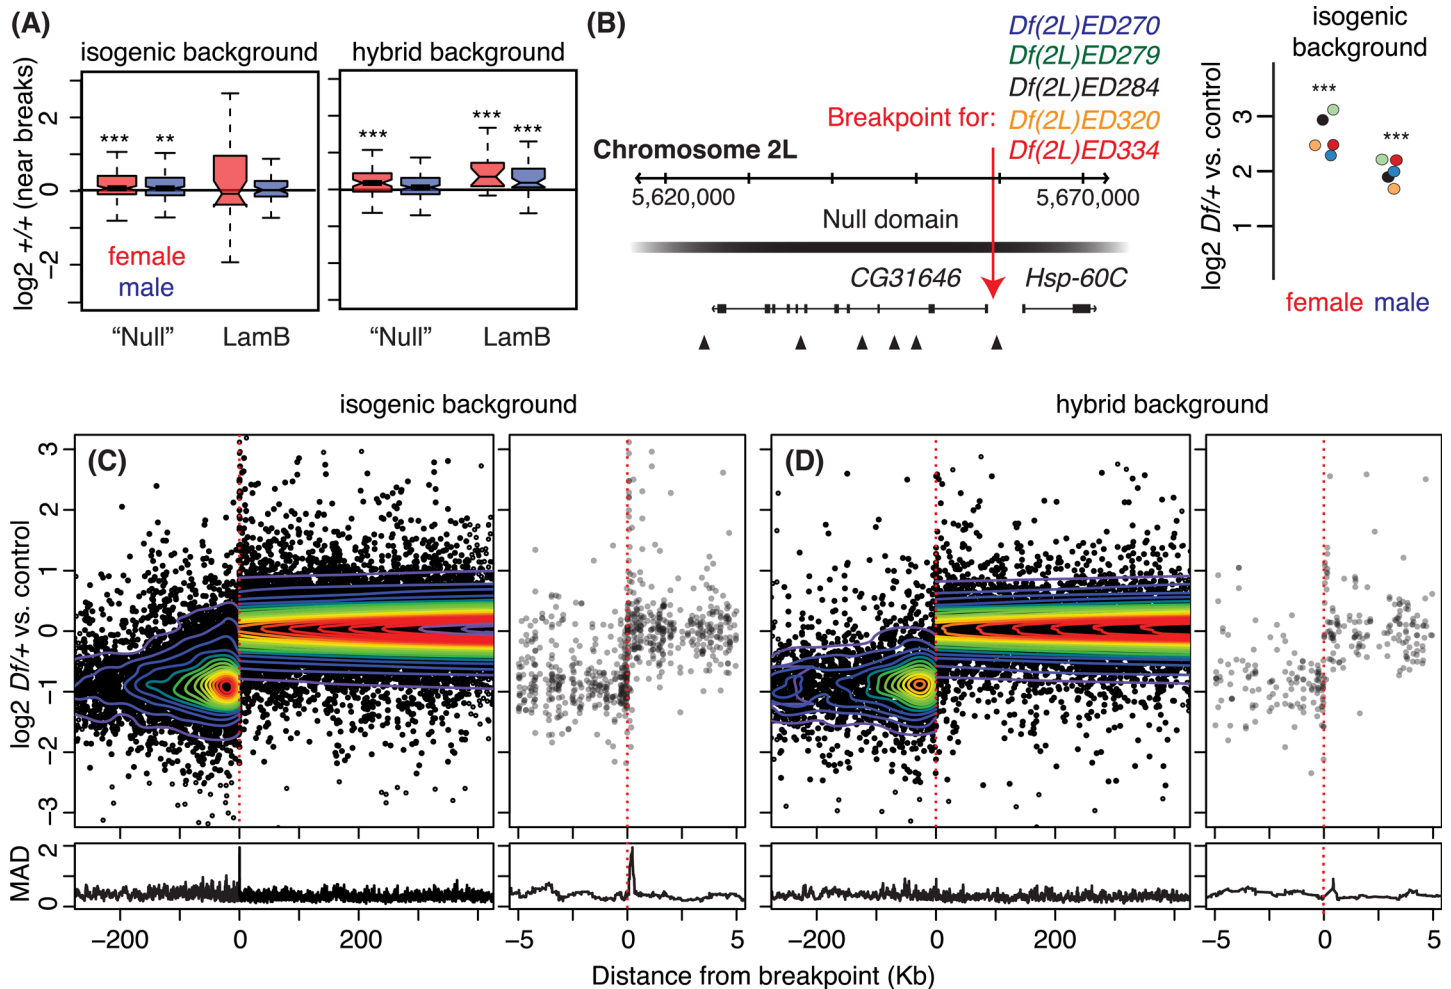 (A)
isogenic background
hybrid background
log2 +/+ (near breaks)
2
0
−2
*** **
***
*** ***
female
male
“Null” LamB
“Null” LamB
(B)
Df(2L)ED270
Df(2L)ED279
Df(2L)ED284
Df(2L)ED320
Df(2L)ED334
Breakpoint for:
Chromosome 2L
5,620,000 5,670,000
Null domain
CG31646 Hsp-60C
isogenic
background
log2 Df/+ vs. control
3
2
1
***
***
female male
isogenic background
hybrid background
(C)
(D)
log2 Df/+ vs. control
3
2
1
0
−1
−2
−3
MAD
2
0
−200 0 200
−5 0 5
−200 0 200
−5 0 5
Distance from breakpoint (Kb)